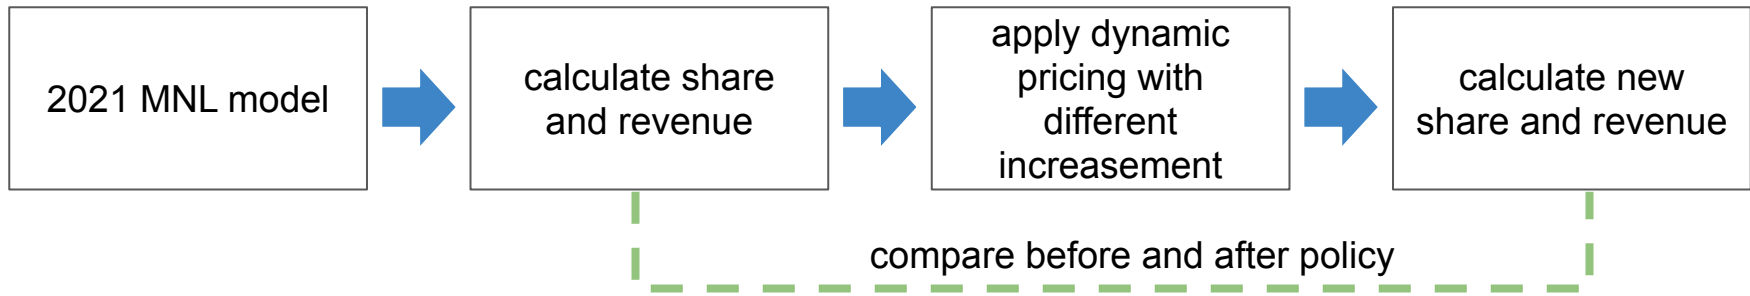 2021 MNL model
calculate share
and revenue
apply dynamic
pricing with
different
increasement
calculate new
share and revenue
compare before and after policy